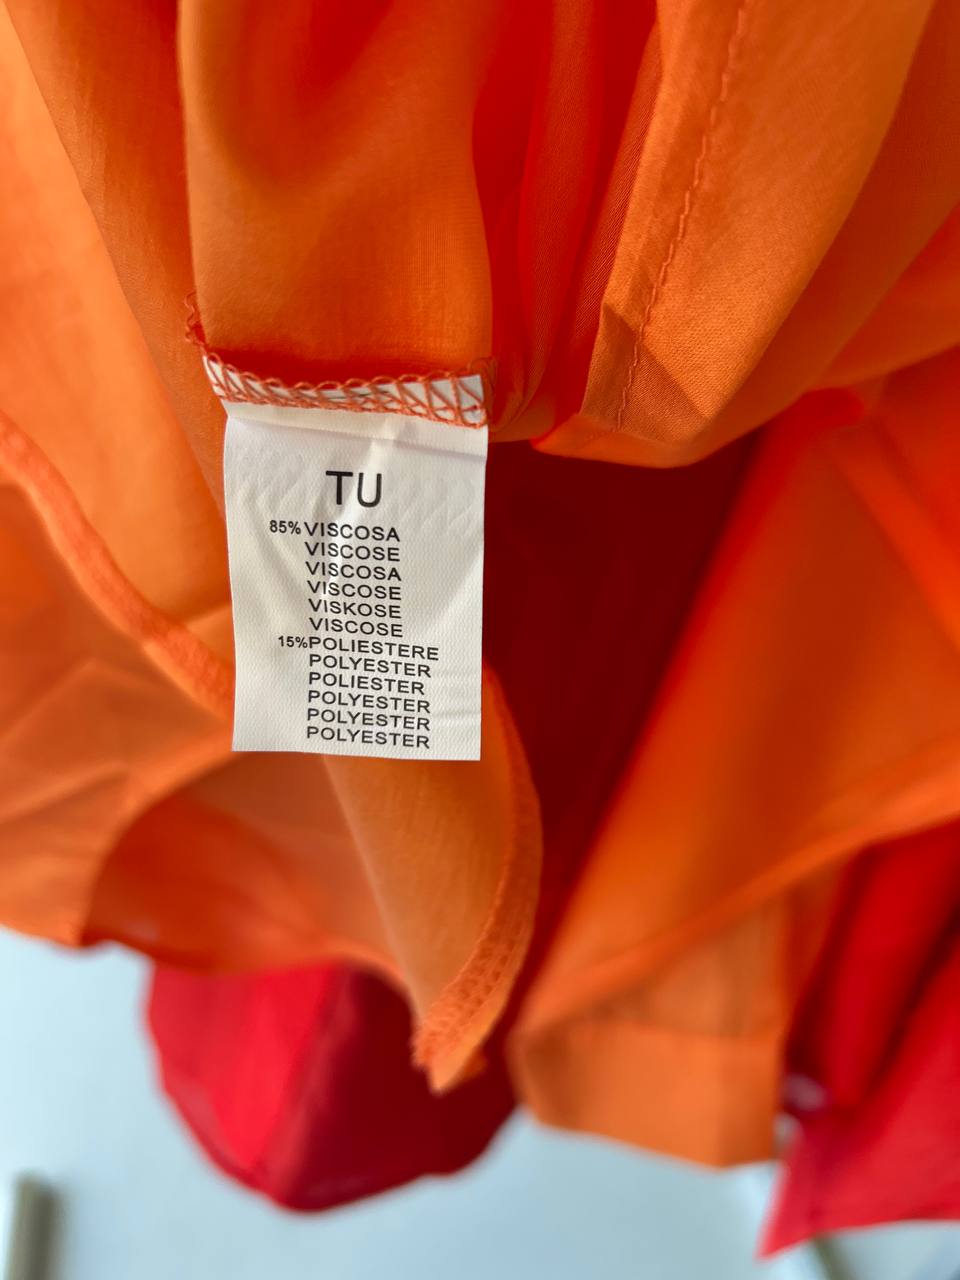 TU
85% VISCOSA
VISCOSE
VISCOSA
VISCOSE
VISKOSE
VISCOSE
15% POLIESTERE
POLYESTER
POLIESTER
POLYESTER
POLYESTER
POLYESTER